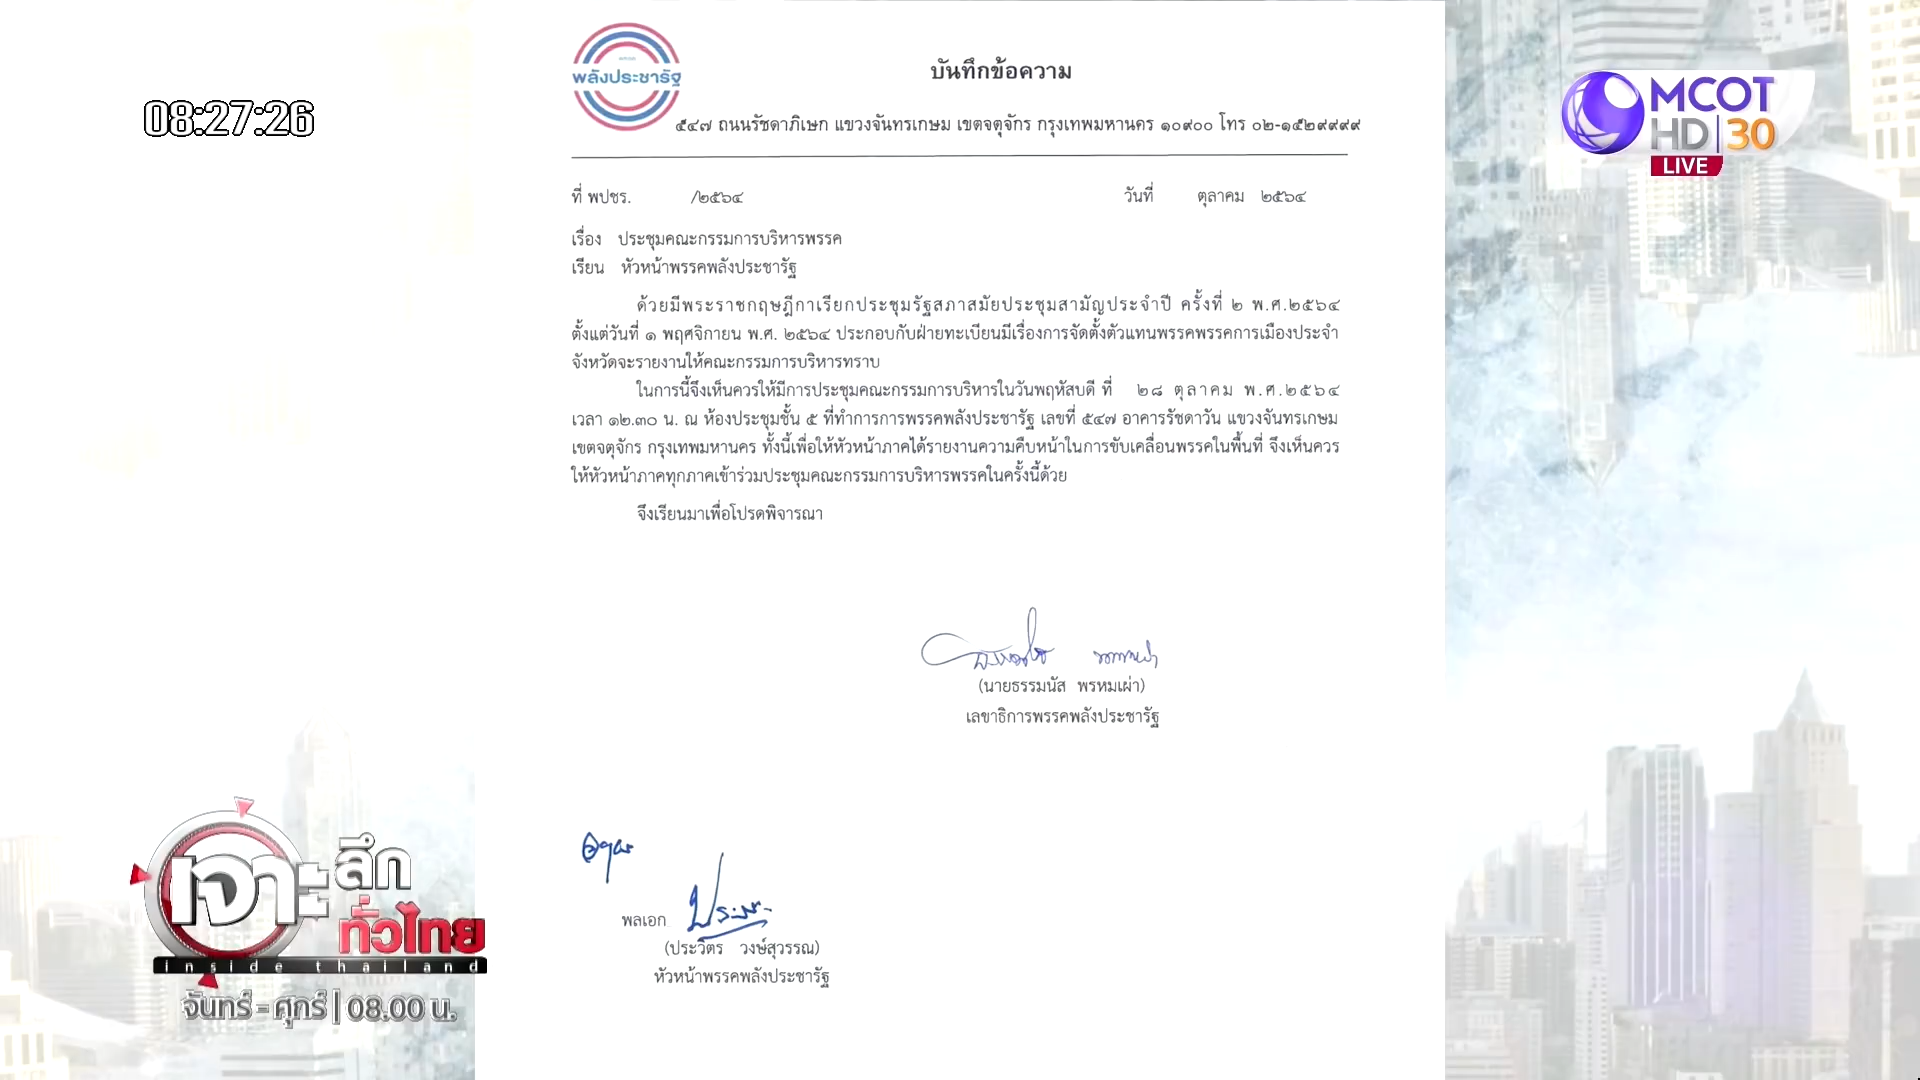 พลังประชารัฐ
บันทึกข้อความ
๕๔๗ ถนนรัชดาภิเษก แขวงจันทรเกษม เขตจตุจักร กรุงเทพมหานคร ๑๐๙๐๐ โทร ๐๒-๑๕๒๙๙๙๙
08:27:26
MCOT
HD 30
LIVE
ที่ พปชร. /๒๕๖๔ วันที่ ตุลาคม ๒๕๖๔
เรื่อง ประชุมคณะกรรมการบริหารพรรค
เรียน หัวหน้าพรรคพลังประชารัฐ
ด้วยมีพระราชกฤษฎีกาเรียกประชุมรัฐสภาสมัยประชุมสามัญประจำปี ครั้งที่ ๒ พ.ศ.๒๕๖๔
ตั้งแต่วันที่ ๑ พฤศจิกายน พ.ศ. ๒๕๖๔ ประกอบกับฝ่ายทะเบียนมีเรื่องการจัดตั้งตัวแทนพรรคพรรคการเมืองประจำ
จังหวัดจะรายงานให้คณะกรรมการบริหารทราบ
ในการนี้จึงเห็นควรให้มีการประชุมคณะกรรมการบริหารในวันพฤหัสบดี ที่ ๒๘ ตุลาคม พ.ศ.๒๕๖๔
เวลา ๑๒.๓๐ น. ณ ห้องประชุมชั้น ๕ ที่ทำการการพรรคพลังประชารัฐ เลขที่ ๕๔๗ อาคารรัชดาวัน แขวงจันทรเกษม
เขตจตุจักร กรุงเทพมหานคร ทั้งนี้เพื่อให้หัวหน้าภาคได้รายงานความคืบหน้าในการขับเคลื่อนพรรคในพื้นที่ จึงเห็นควร
ให้หัวหน้าภาคทุกภาคเข้าร่วมประชุมคณะกรรมการบริหารพรรคในครั้งนี้ด้วย
จึงเรียนมาเพื่อโปรดพิจารณา
(นายธรรมนัส พรหมเผ่า)
เลขาธิการพรรคพลังประชารัฐ
พลเอก
(ประวิตร วงษ์สุวรรณ)
หัวหน้าพรรคพลังประชารัฐ
เจาะลึกทั่วไทย
inside thailand
จันทร์ - ศุกร์ | 08.00 น.